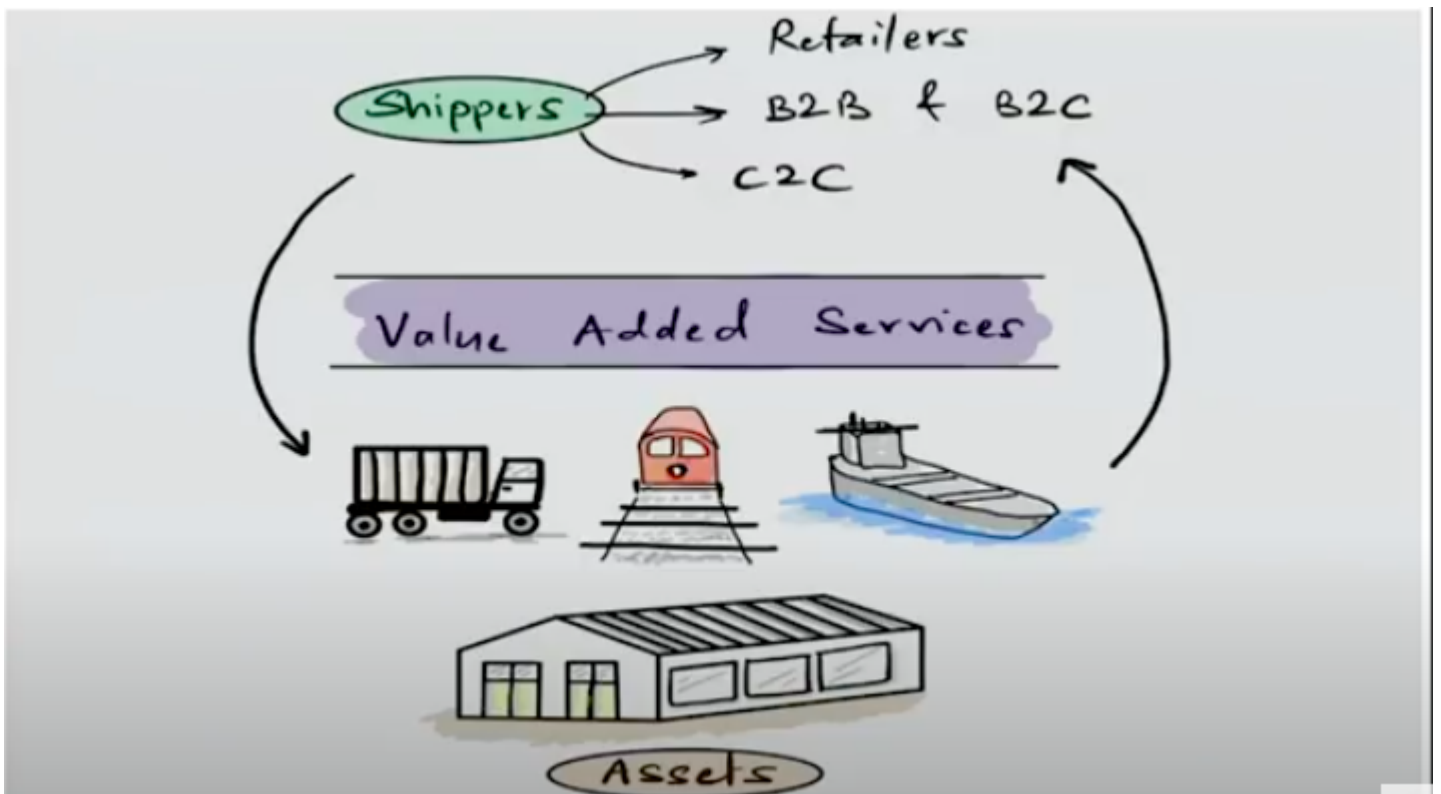 Shippers
Retailers
B2B & B2C
C2C
Value Added Services
Assets